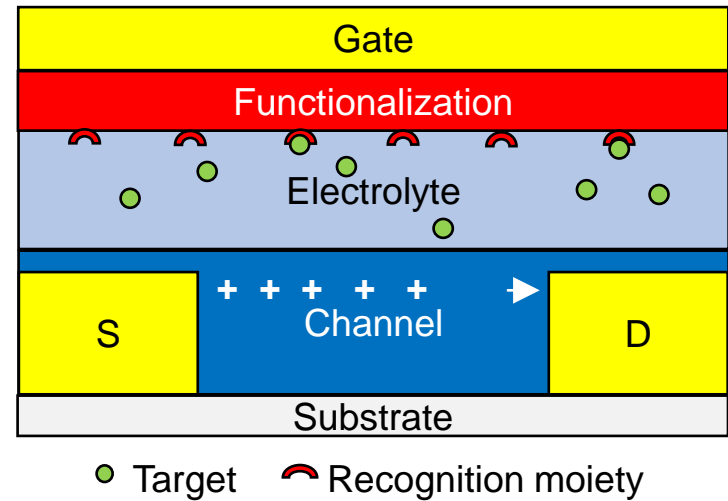 Gate
Functionalization
Electrolyte
+ + + + +
Channel
S
D
Substrate
Target
Recognition moiety